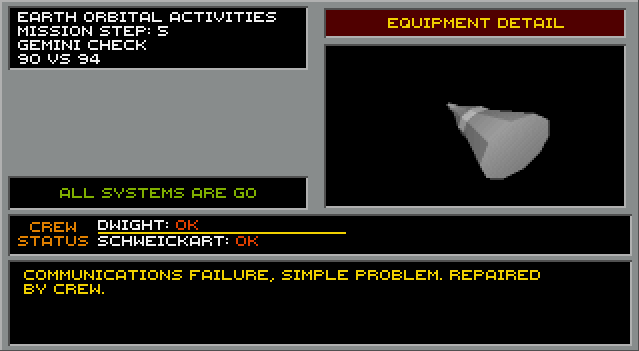 EARTH ORBITAL ACTIVITIES
MISSION STEP: 5
GEMINI CHECK
90 VS 94
EQUIPMENT DETAIL
ALL SYSTEMS ARE GO
CREW STATUS
DWIGHT: OK
SCHWEICKART: OK
COMMUNICATIONS FAILURE, SIMPLE PROBLEM. REPAIRED
BY CREW.